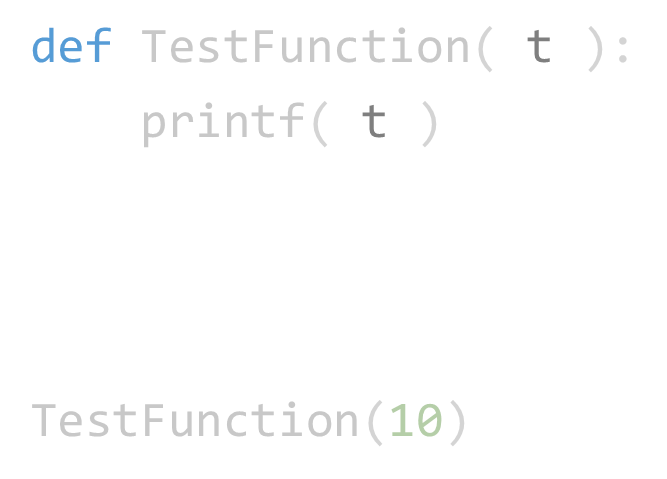 def TestFunction( t ):
printf( t )
TestFunction(10)